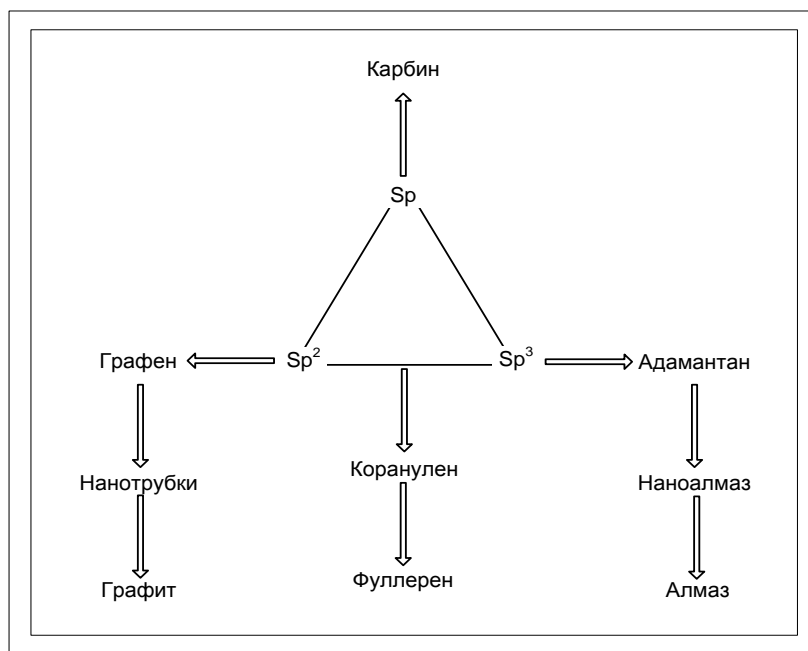 Карбин
Sp
Графен
Sp²
Sp³
Адамантан
Нанотрубки
Коранулен
Наноалмаз
Графит
Фуллерен
Алмаз